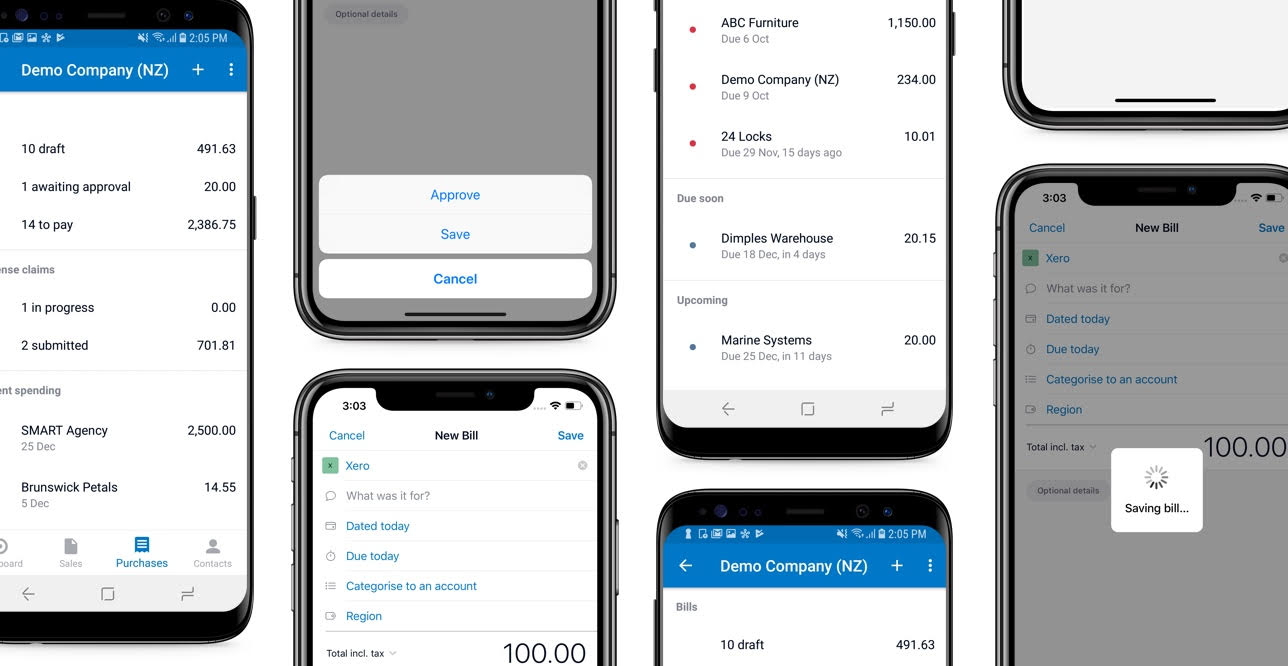 2:05 PM
Demo Company (NZ)
10 draft 491.63
1 awaiting approval 20.00
14 to pay 2,386.75
nse claims
1 in progress 0.00
2 submitted 701.81
nt spending
SMART Agency 2,500.00
25 Dec
Brunswick Petals 14.55
5 Dec
board Sales Purchases Contacts
Optional details
Approve
Save
Cancel
3:03
Cancel New Bill Save
x Xero
What was it for?
Dated today
Due today
Categorise to an account
Region
Total incl. tax 100.00
ABC Furniture 1,150.00
Due 6 Oct
Demo Company (NZ) 234.00
Due 9 Oct
24 Locks 10.01
Due 29 Nov, 15 days ago
Due soon
Dimples Warehouse 20.15
Due 18 Dec, in 4 days
Upcoming
Marine Systems 20.00
Due 25 Dec, in 11 days
2:05 PM
Demo Company (NZ)
Bills
10 draft 491.63
3:03
Cancel New Bill Save
x Xero
What was it for?
Dated today
Due today
Categorise to an account
Region
Total incl. tax 100.00
Optional details
Saving bill...